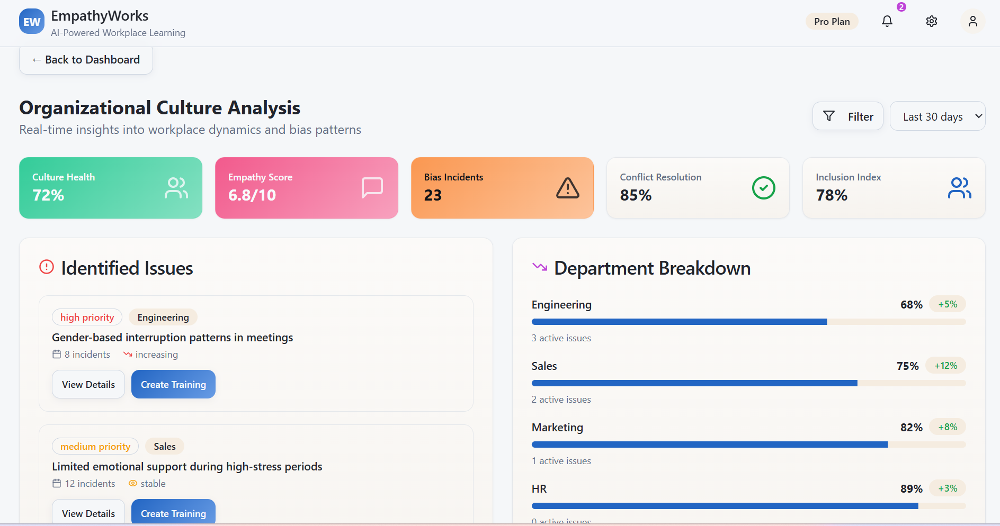 EW
EmpathyWorks
AI-Powered Workplace Learning
Pro Plan
2
← Back to Dashboard
Organizational Culture Analysis
Real-time insights into workplace dynamics and bias patterns
Filter
Last 30 days
Culture Health
72%
Empathy Score
6.8/10
Bias Incidents
23
Conflict Resolution
85%
Inclusion Index
78%
Identified Issues
high priority
Engineering
Gender-based interruption patterns in meetings
8 incidents
increasing
View Details
Create Training
medium priority
Sales
Limited emotional support during high-stress periods
12 incidents
stable
View Details
Create Training
Department Breakdown
Engineering
68%
+5%
3 active issues
Sales
75%
+12%
2 active issues
Marketing
82%
+8%
1 active issues
HR
89%
+3%
0 active issues